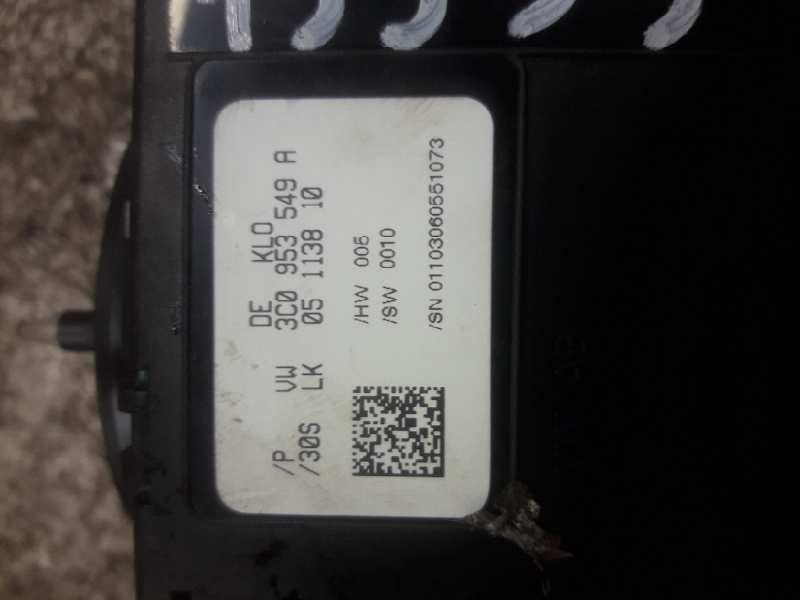 DE KLO
/P VW 3C0 953 549 A
/30S LK 05 1138 10
/HW 005
/SW 0010
/SN 01103060551073